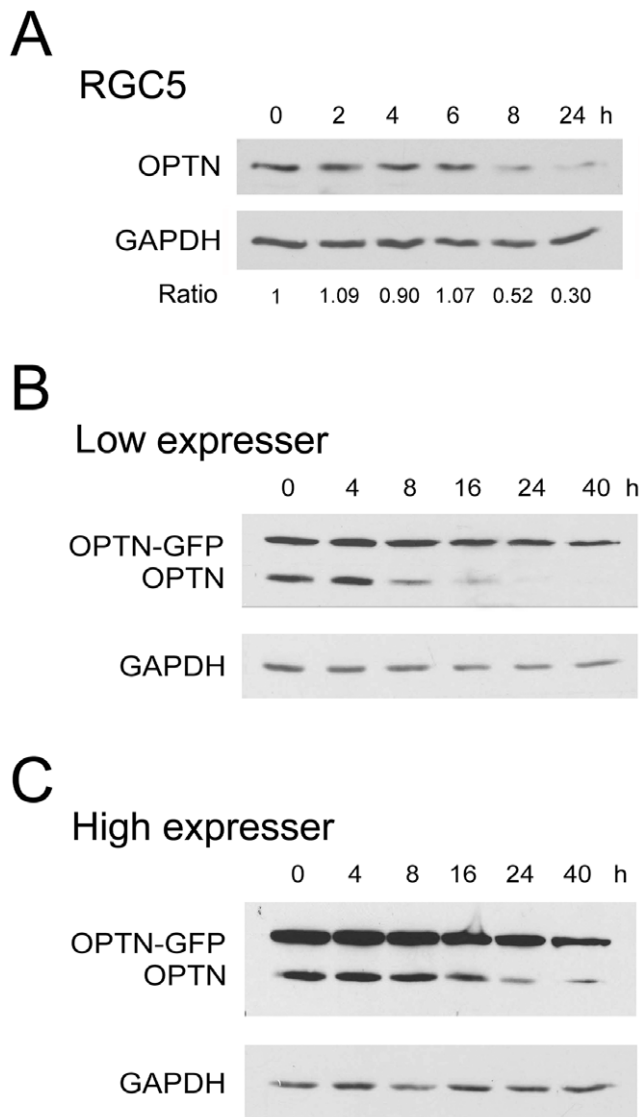 A
RGC5
0 2 4 6 8 24 h
OPTN
GAPDH
Ratio 1 1.09 0.90 1.07 0.52 0.30
B
Low expresser
0 4 8 16 24 40 h
OPTN-GFP
OPTN
GAPDH
C
High expresser
0 4 8 16 24 40 h
OPTN-GFP
OPTN
GAPDH